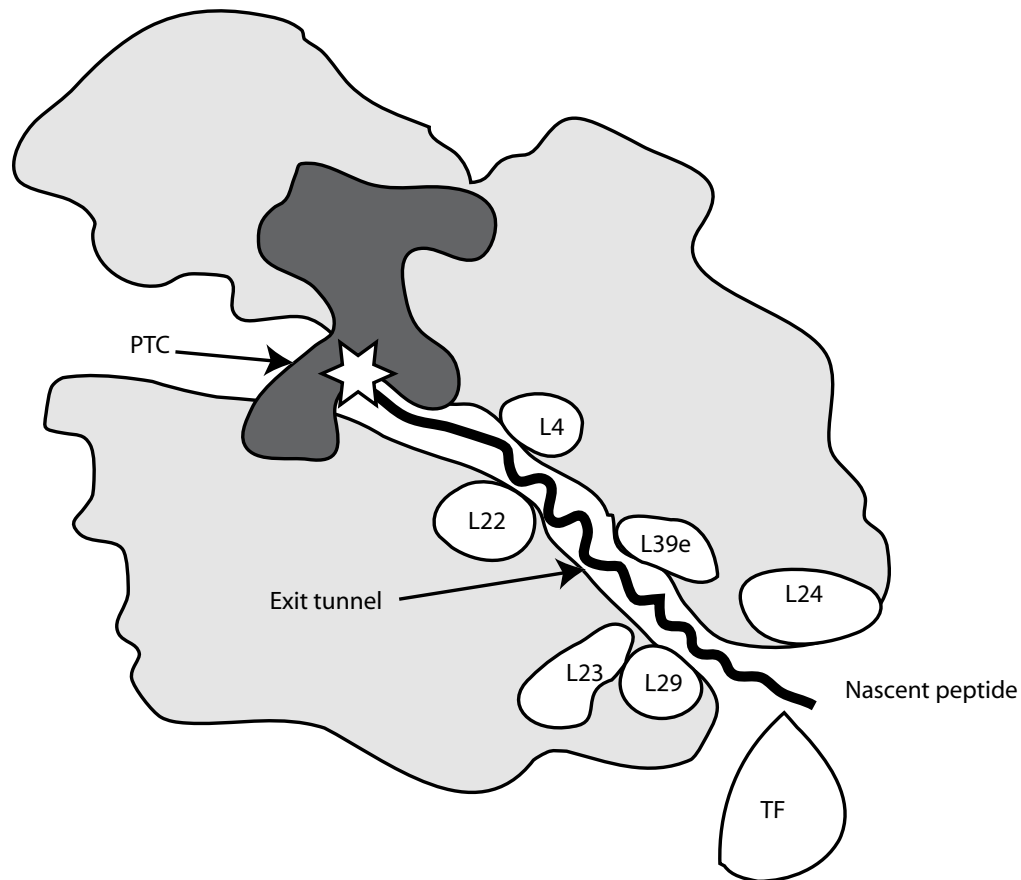 PTC
L4
L22
L39e
Exit tunnel
L24
L23
L29
Nascent peptide
TF